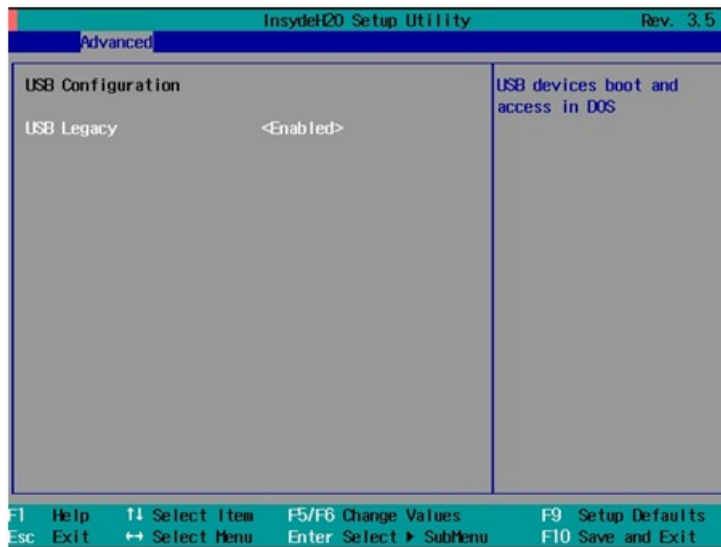 InsydeH2O Setup Utility Rev. 3.5
Advanced
USB Configuration
USB Legacy <Enabled>
USB devices boot and
access in DOS
F1 Help ↑↓ Select Item F5/F6 Change Values F9 Setup Defaults
Esc Exit ↔ Select Menu Enter Select ▶ SubMenu F10 Save and Exit